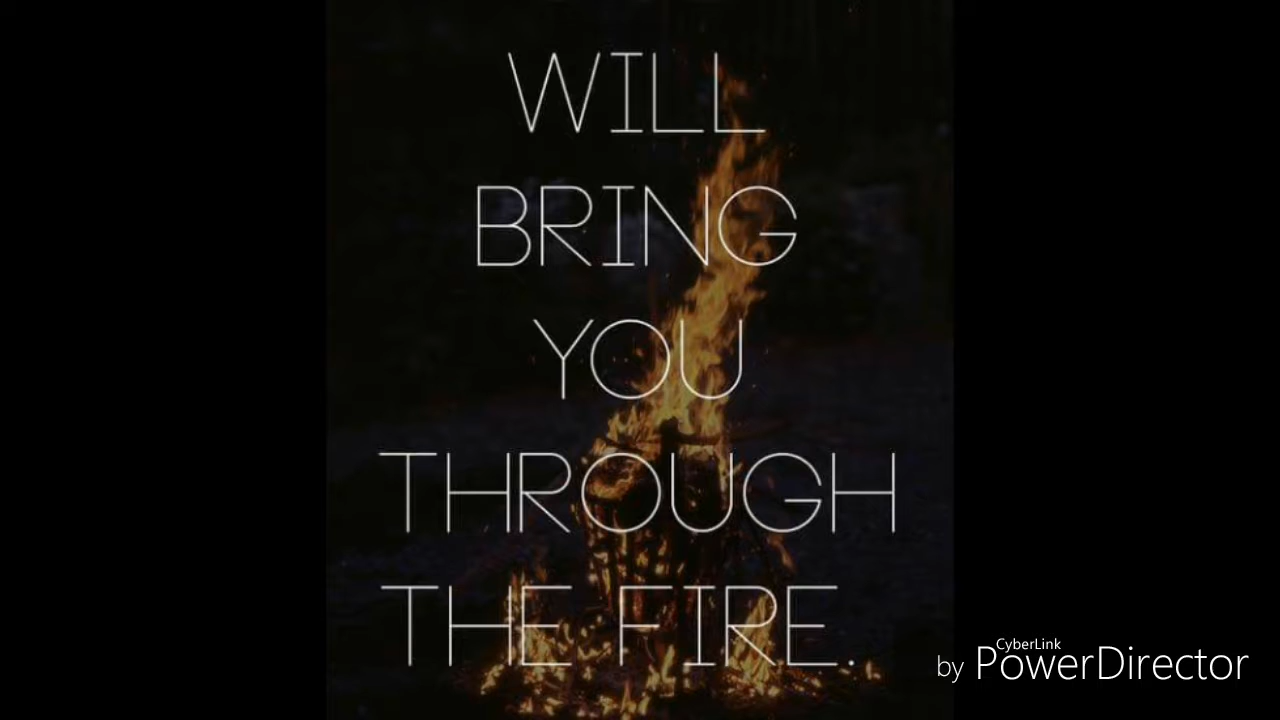 WILL
BRING
YOU
THROUGH
THE FIRE.
CyberLink
by PowerDirector